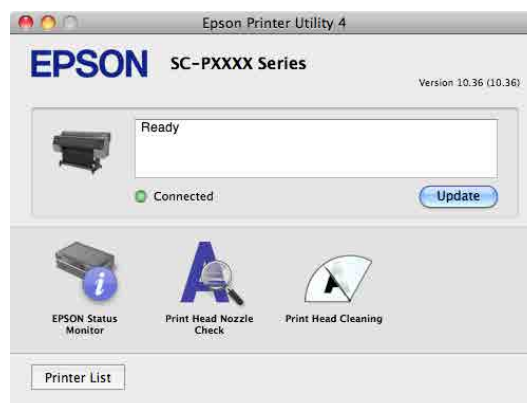 Epson Printer Utility 4
EPSON SC-PXXXX Series
Version 10.36 (10.36)
Ready
Connected
Update
EPSON Status
Monitor
Print Head Nozzle
Check
Print Head Cleaning
Printer List